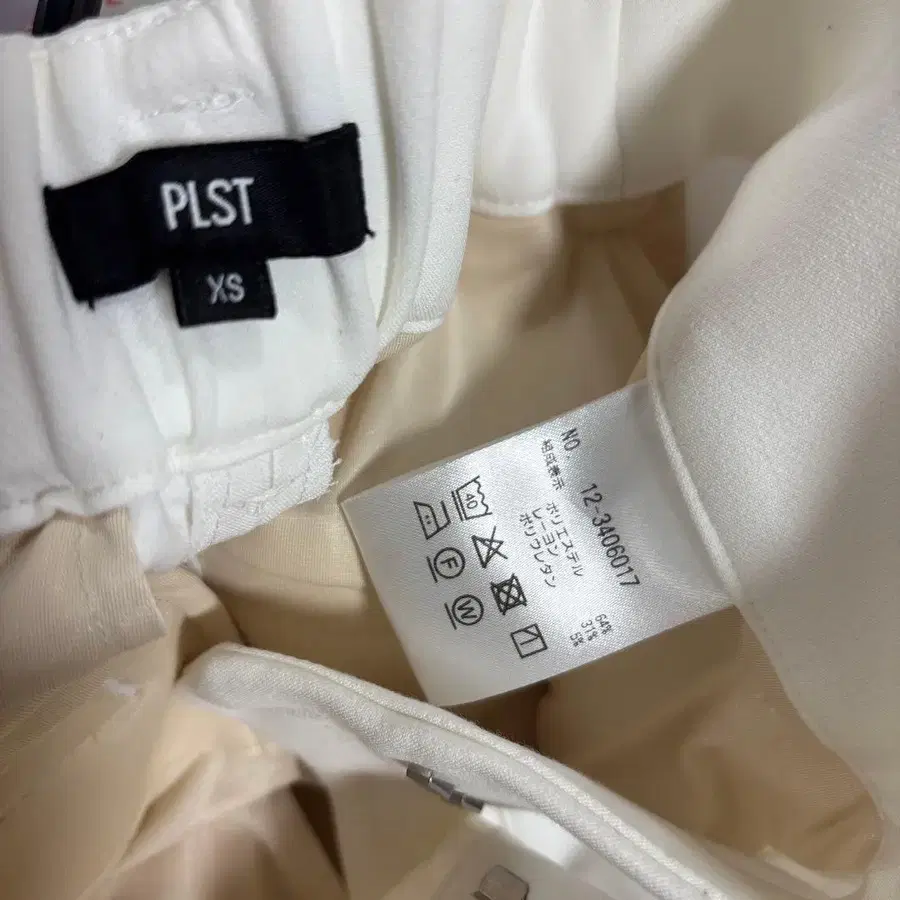 PLST
XS
NO. 12-3406017
組成表示 ポリエステル 64%
レーヨン 31%
ポリウレタン 5%
40
F
W